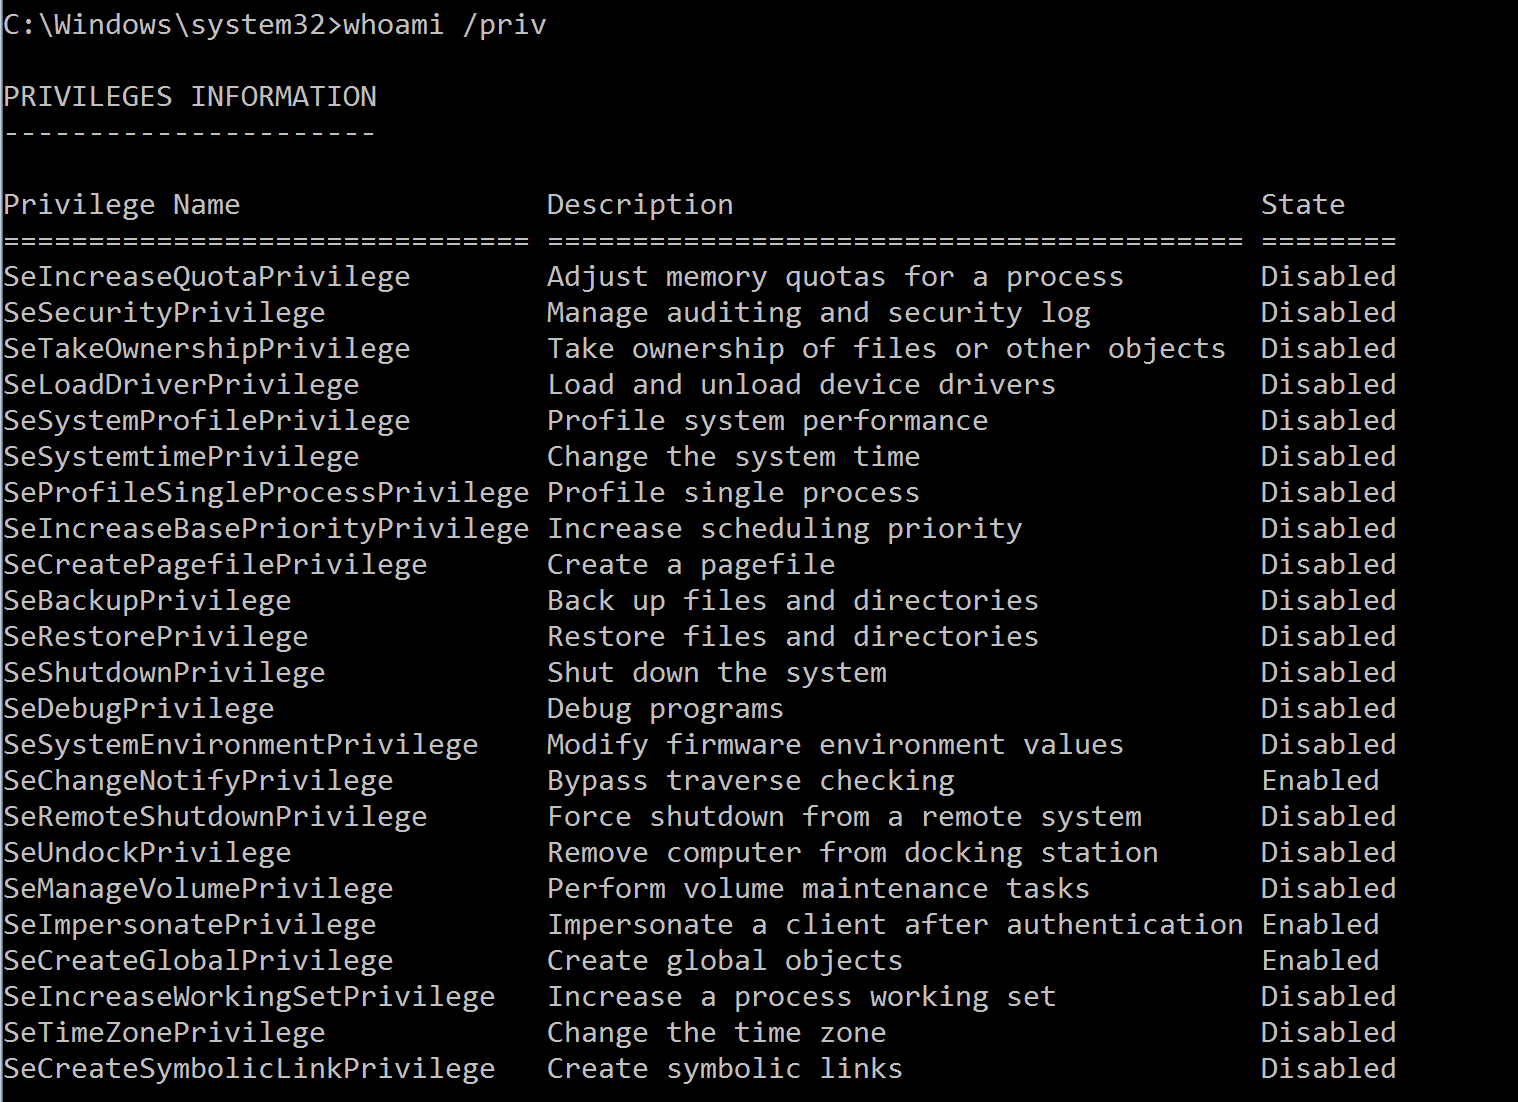 C:\Windows\system32>whoami /priv
PRIVILEGES INFORMATION
----------------------
Privilege Name Description State
=============================== ========================================= ========
SeIncreaseQuotaPrivilege Adjust memory quotas for a process Disabled
SeSecurityPrivilege Manage auditing and security log Disabled
SeTakeOwnershipPrivilege Take ownership of files or other objects Disabled
SeLoadDriverPrivilege Load and unload device drivers Disabled
SeSystemProfilePrivilege Profile system performance Disabled
SeSystemtimePrivilege Change the system time Disabled
SeProfileSingleProcessPrivilege Profile single process Disabled
SeIncreaseBasePriorityPrivilege Increase scheduling priority Disabled
SeCreatePagefilePrivilege Create a pagefile Disabled
SeBackupPrivilege Back up files and directories Disabled
SeRestorePrivilege Restore files and directories Disabled
SeShutdownPrivilege Shut down the system Disabled
SeDebugPrivilege Debug programs Disabled
SeSystemEnvironmentPrivilege Modify firmware environment values Disabled
SeChangeNotifyPrivilege Bypass traverse checking Enabled
SeRemoteShutdownPrivilege Force shutdown from a remote system Disabled
SeUndockPrivilege Remove computer from docking station Disabled
SeManageVolumePrivilege Perform volume maintenance tasks Disabled
SeImpersonatePrivilege Impersonate a client after authentication Enabled
SeCreateGlobalPrivilege Create global objects Enabled
SeIncreaseWorkingSetPrivilege Increase a process working set Disabled
SeTimeZonePrivilege Change the time zone Disabled
SeCreateSymbolicLinkPrivilege Create symbolic links Disabled